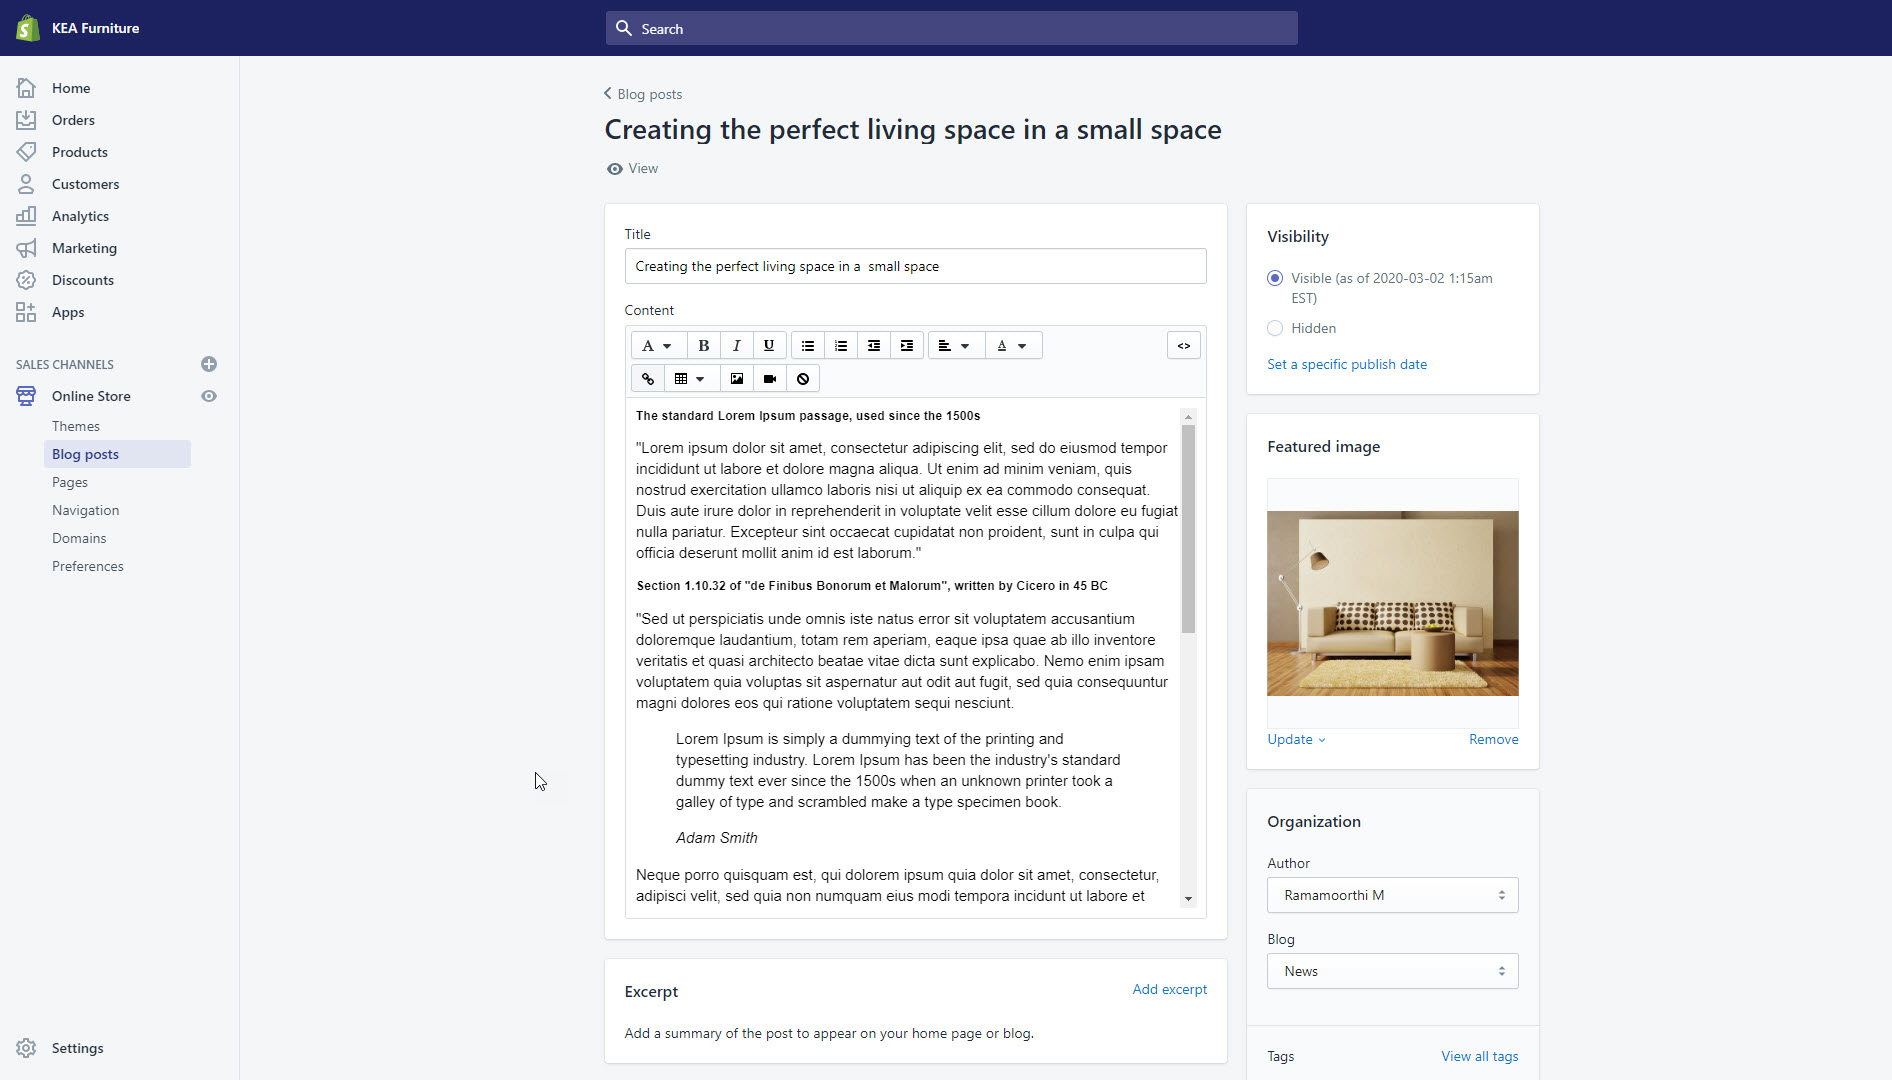 KEA Furniture
Search
Home
Orders
Products
Customers
Analytics
Marketing
Discounts
Apps
SALES CHANNELS
Online Store
Themes
Blog posts
Pages
Navigation
Domains
Preferences
Settings
Blog posts
Creating the perfect living space in a small space
View
Title
Creating the perfect living space in a  small space
Content
A B I U A <>
The standard Lorem Ipsum passage, used since the 1500s
"Lorem ipsum dolor sit amet, consectetur adipiscing elit, sed do eiusmod tempor
incididunt ut labore et dolore magna aliqua. Ut enim ad minim veniam, quis
nostrud exercitation ullamco laboris nisi ut aliquip ex ea commodo consequat.
Duis aute irure dolor in reprehenderit in voluptate velit esse cillum dolore eu fugiat
nulla pariatur. Excepteur sint occaecat cupidatat non proident, sunt in culpa qui
officia deserunt mollit anim id est laborum."
Section 1.10.32 of "de Finibus Bonorum et Malorum", written by Cicero in 45 BC
"Sed ut perspiciatis unde omnis iste natus error sit voluptatem accusantium
doloremque laudantium, totam rem aperiam, eaque ipsa quae ab illo inventore
veritatis et quasi architecto beatae vitae dicta sunt explicabo. Nemo enim ipsam
voluptatem quia voluptas sit aspernatur aut odit aut fugit, sed quia consequuntur
magni dolores eos qui ratione voluptatem sequi nesciunt.
Lorem Ipsum is simply a dummying text of the printing and
typesetting industry. Lorem Ipsum has been the industry's standard
dummy text ever since the 1500s when an unknown printer took a
galley of type and scrambled make a type specimen book.
Adam Smith
Neque porro quisquam est, qui dolorem ipsum quia dolor sit amet, consectetur,
adipisci velit, sed quia non numquam eius modi tempora incidunt ut labore et
Excerpt
Add excerpt
Add a summary of the post to appear on your home page or blog.
Visibility
Visible (as of 2020-03-02 1:15am
EST)
Hidden
Set a specific publish date
Featured image
Update
Remove
Organization
Author
Ramamoorthi M
Blog
News
Tags
View all tags